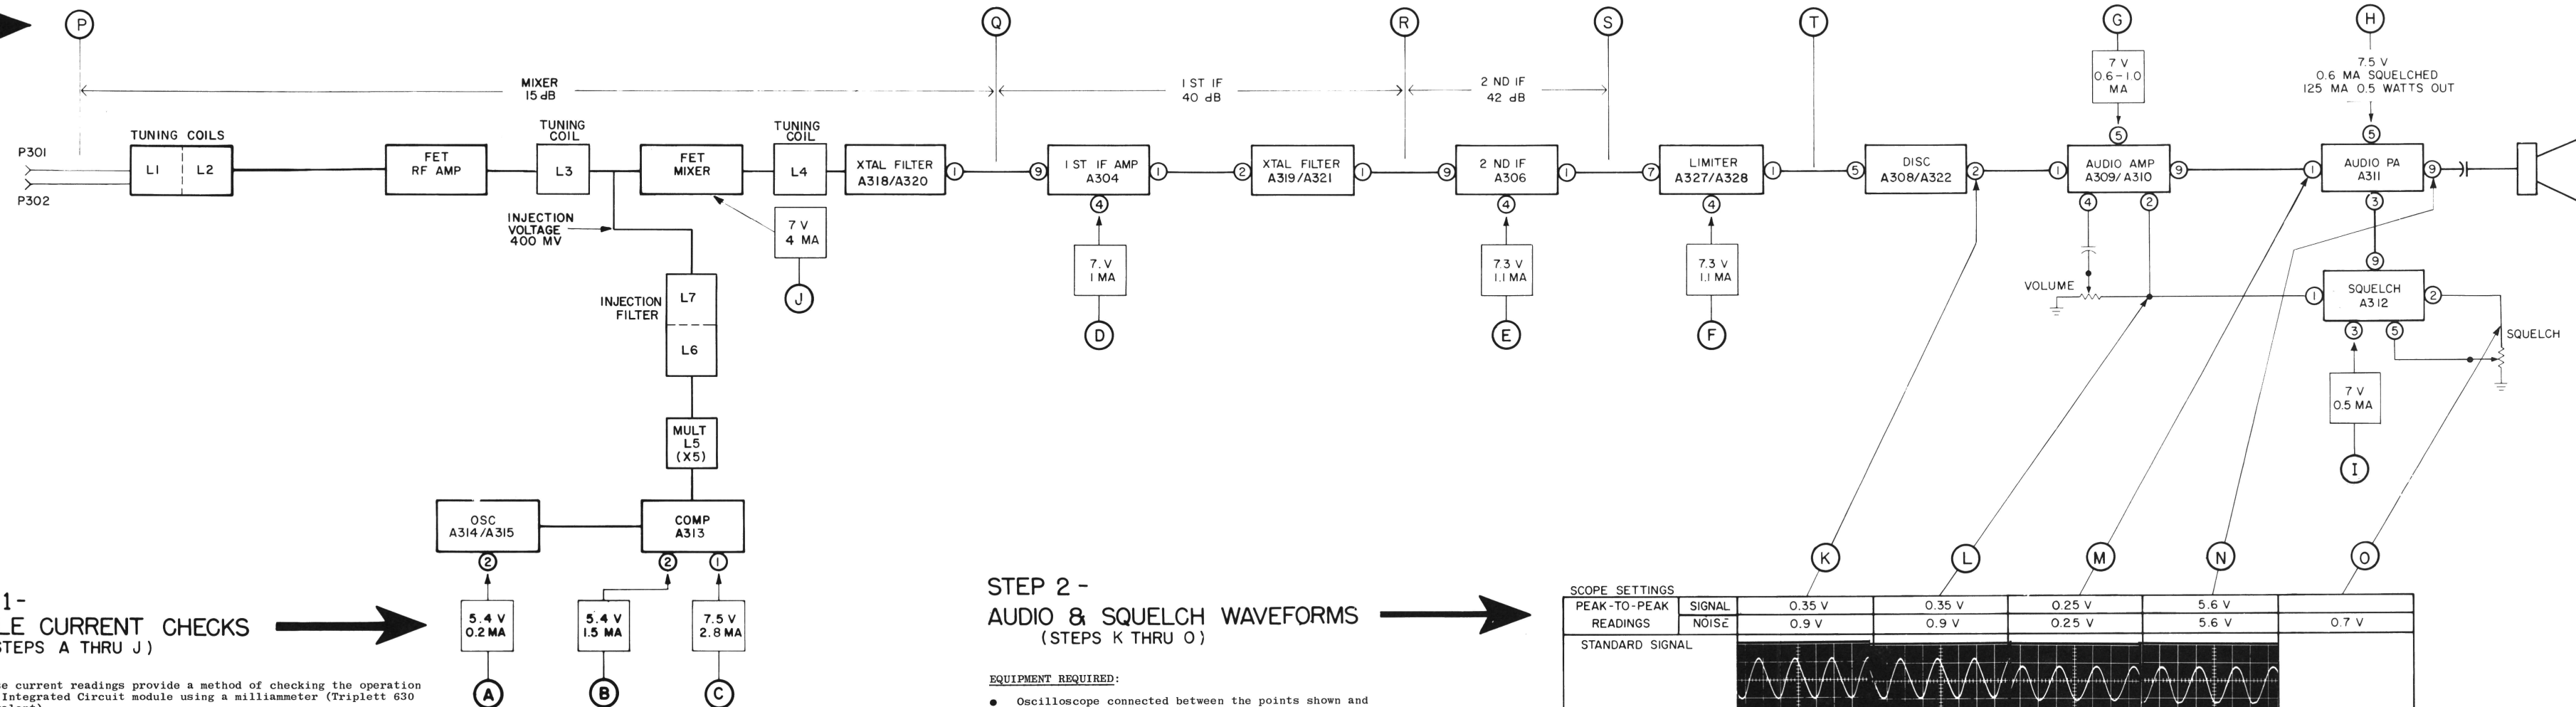 P
Q
R
S
T
G
H
MIXER
15 dB
1 ST IF
40 dB
2 ND IF
42 dB
7 V
0.6-1.0
MA
7.5 V
0.6 MA SQUELCHED
125 MA 0.5 WATTS OUT
P301
P302
TUNING COILS
L1
L2
FET
RF AMP
TUNING
COIL
L3
FET
MIXER
TUNING
COIL
L4
XTAL FILTER
A318/A320
1
9
1 ST IF AMP
A304
1
4
2
XTAL FILTER
A319/A321
1
9
2 ND IF
A306
1
4
7
LIMITER
A327/A328
1
4
5
DISC
A308/A322
2
1
5
AUDIO AMP
A309/A310
9
4
2
1
5
AUDIO PA
A311
9
3
INJECTION
VOLTAGE
400 MV
7 V
4 MA
J
7. V
1 MA
D
7.3 V
1.1 MA
E
7.3 V
1.1 MA
F
VOLUME
9
1
SQUELCH
A312
2
3
5
SQUELCH
7 V
0.5 MA
I
INJECTION
FILTER
L7
L6
MULT
L5
(X5)
OSC
A314/A315
2
COMP
A313
2
1
5.4 V
0.2 MA
A
5.4 V
1.5 MA
B
7.5 V
2.8 MA
C
1-
LE CURRENT CHECKS
STEPS A THRU J)
se current readings provide a method of checking the operation
Integrated Circuit module using a milliammeter (Triplett 630
STEP 2 -
AUDIO & SQUELCH WAVEFORMS
(STEPS K THRU O)
EQUIPMENT REQUIRED:
● Oscilloscope connected between the points shown and
K
L
M
N
O
SCOPE SETTINGS
PEAK-TO-PEAK READINGS
SIGNAL 0.35 V 0.35 V 0.25 V 5.6 V
NOISE 0.9 V 0.9 V 0.25 V 5.6 V 0.7 V
STANDARD SIGNAL